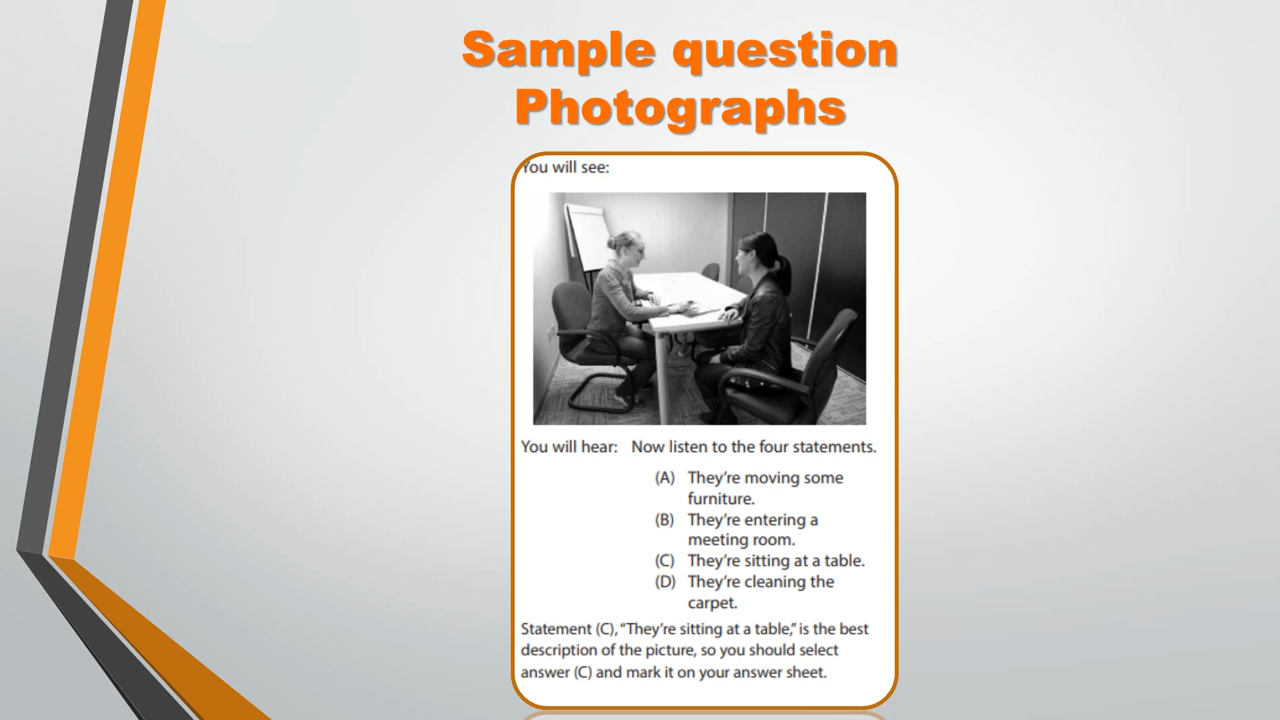 Sample question
Photographs
You will see:
You will hear: Now listen to the four statements.
(A) They're moving some
furniture.
(B) They're entering a
meeting room.
(C) They're sitting at a table.
(D) They're cleaning the
carpet.
Statement (C), “They're sitting at a table,” is the best
description of the picture, so you should select
answer (C) and mark it on your answer sheet.